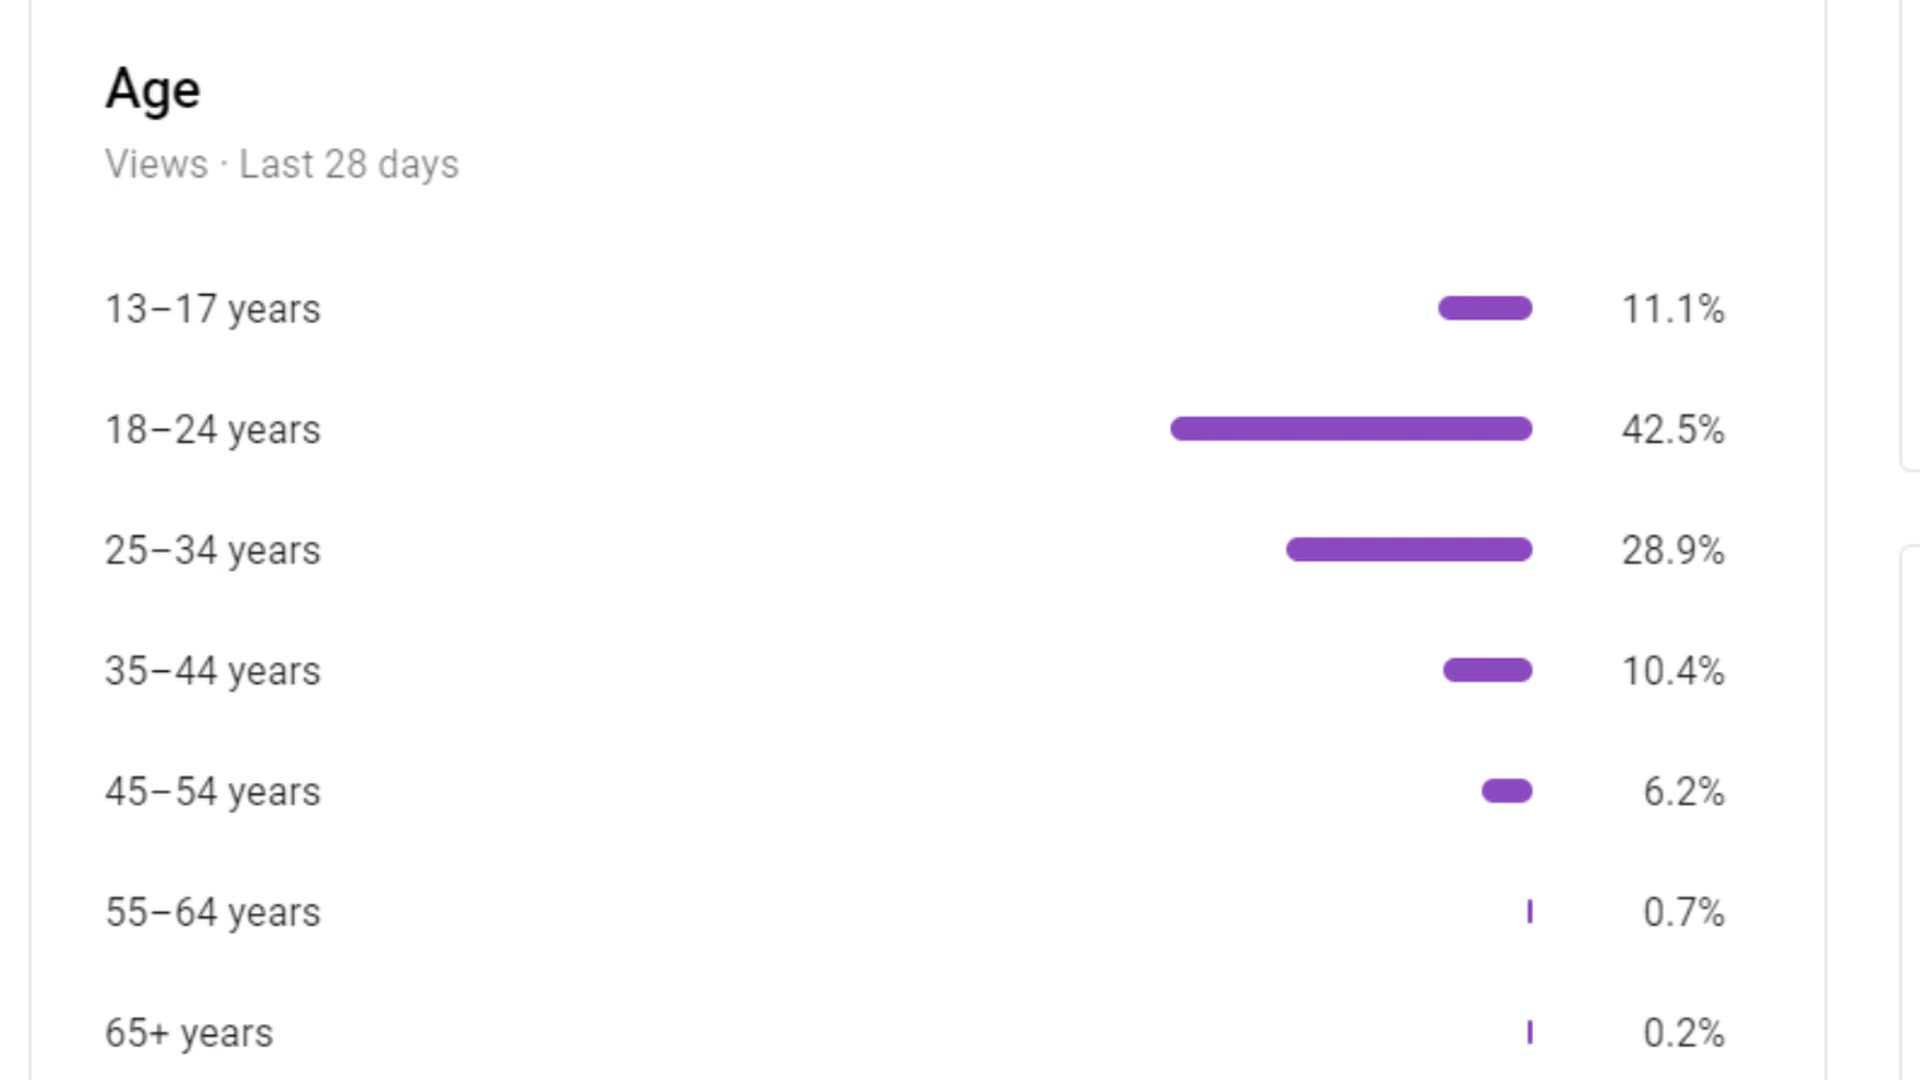 Age
Views · Last 28 days
13–17 years 11.1%
18–24 years 42.5%
25–34 years 28.9%
35–44 years 10.4%
45–54 years 6.2%
55–64 years 0.7%
65+ years 0.2%